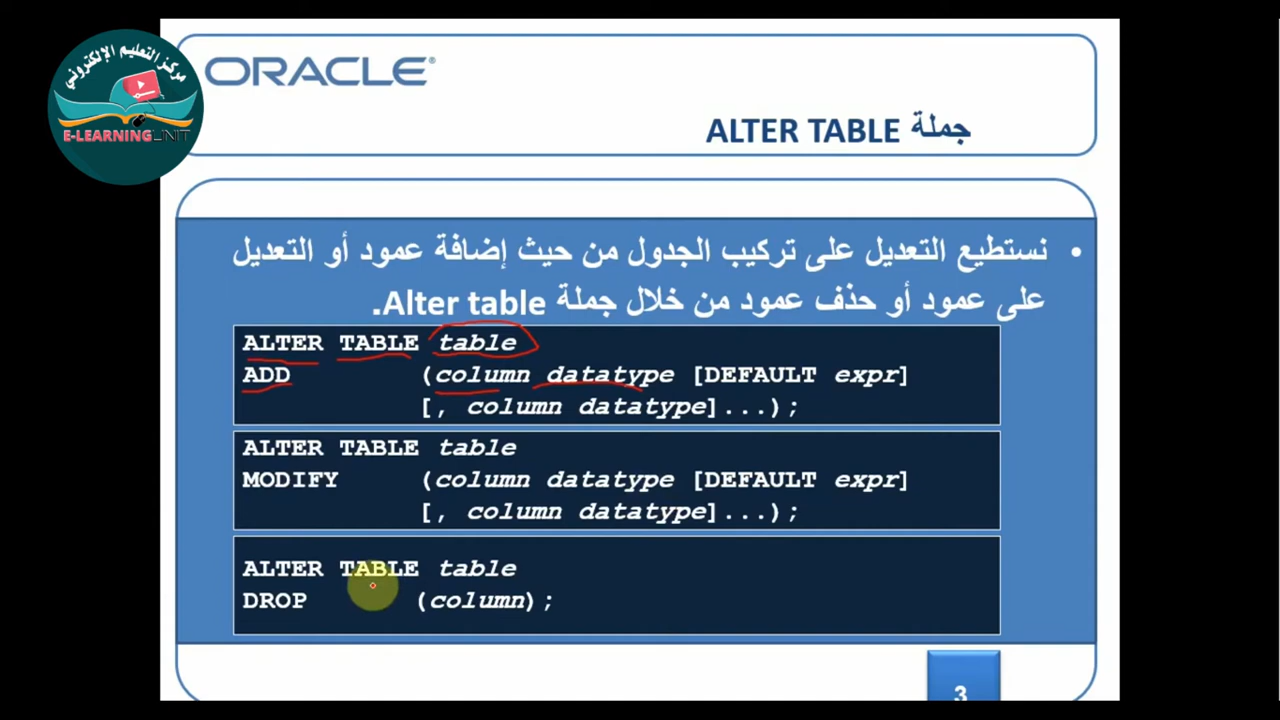 مركز التعليم الإلكتروني
E-LEARNING UNIT
ORACLE®
جملة ALTER TABLE
• نستطيع التعديل على تركيب الجدول من حيث إضافة عمود أو التعديل
على عمود أو حذف عمود من خلال جملة Alter table.
ALTER TABLE table
ADD (column datatype [DEFAULT expr]
[, column datatype]...);
ALTER TABLE table
MODIFY (column datatype [DEFAULT expr]
[, column datatype]...);
ALTER TABLE table
DROP (column);
3